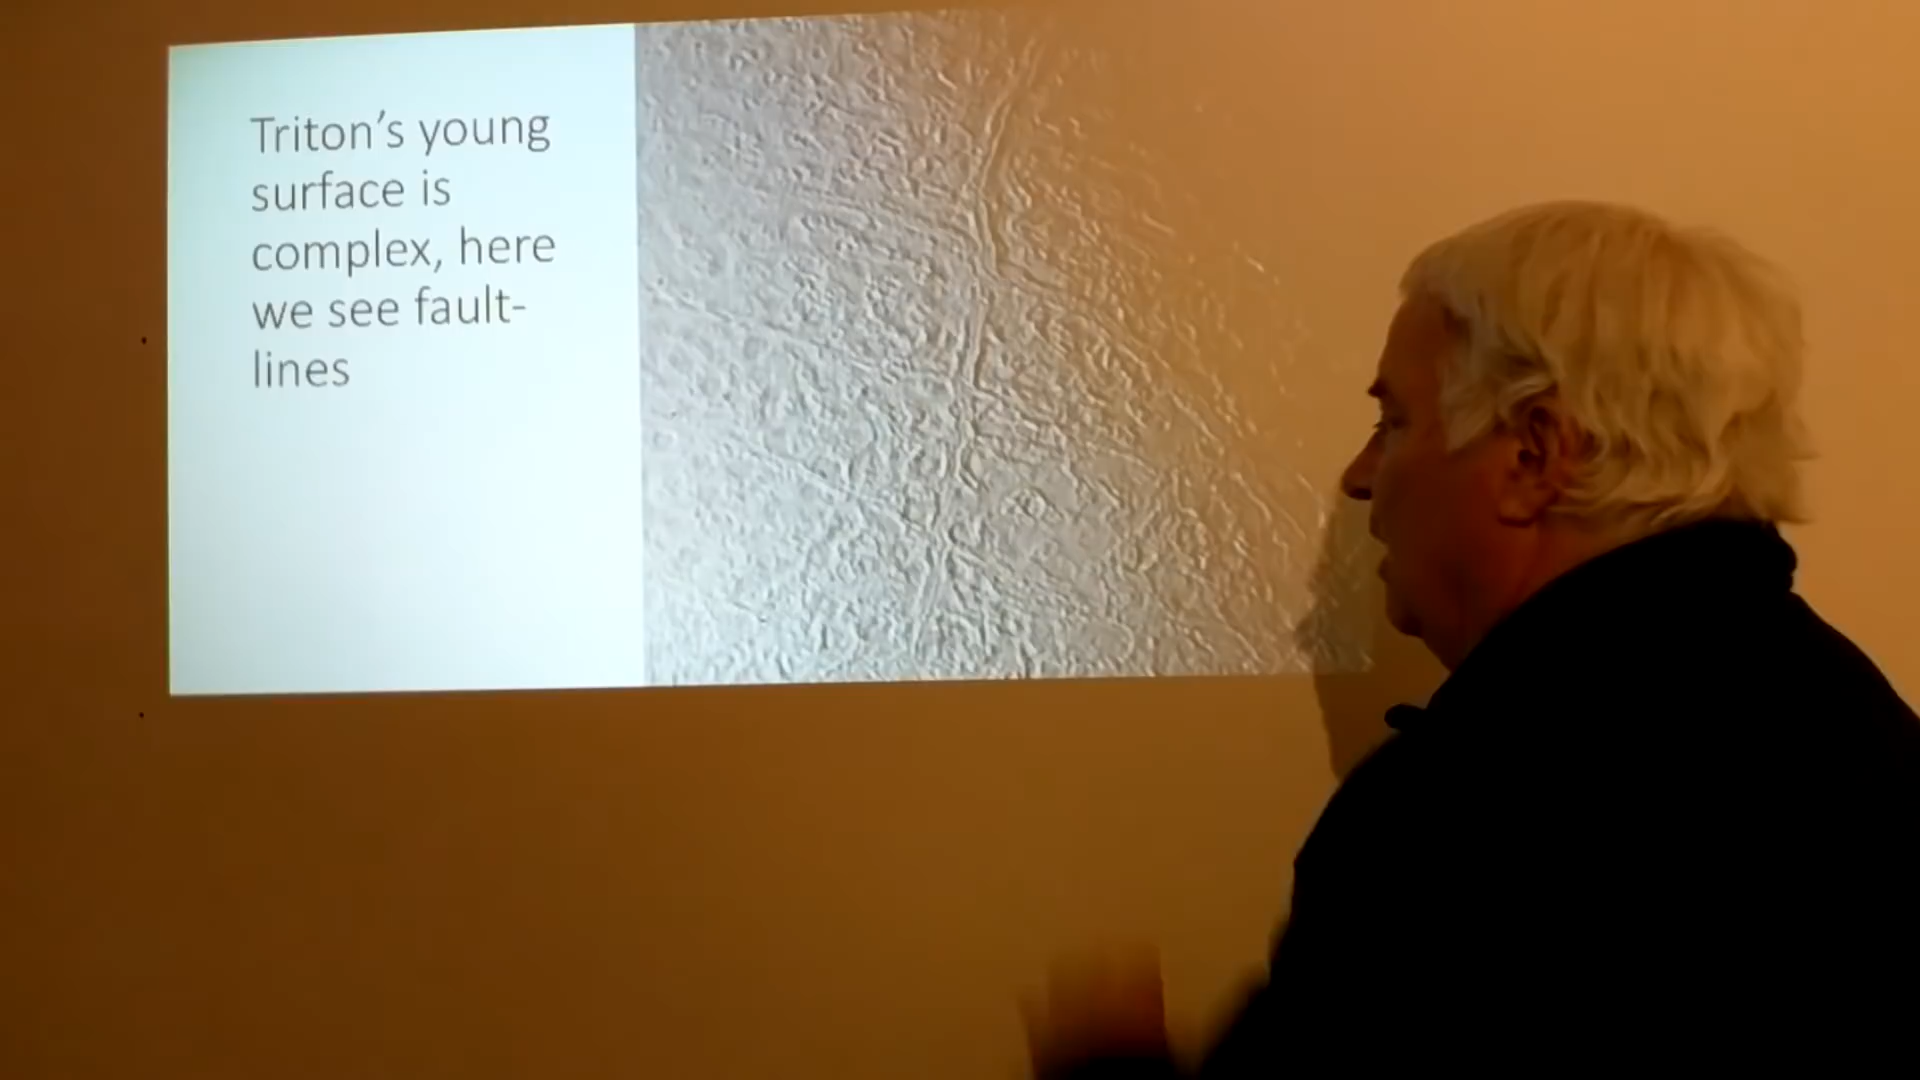 Triton’s young
surface is
complex, here
we see fault-
lines